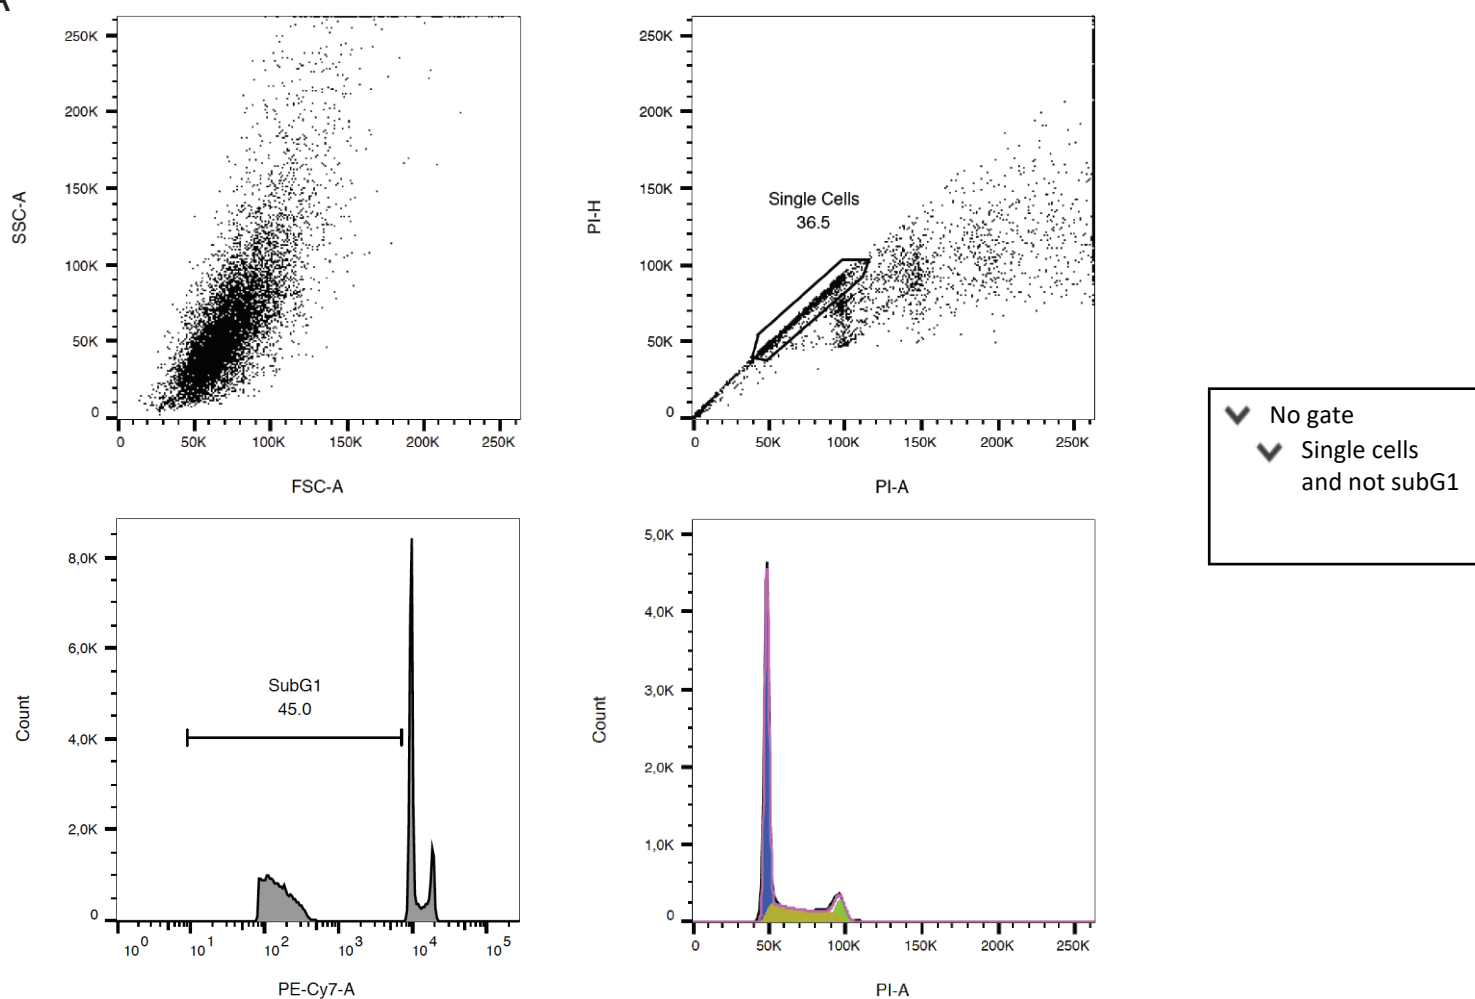 A
250K
200K
150K
100K
50K
0
SSC-A
0 50K 100K 150K 200K 250K
FSC-A
250K
200K
150K
100K
50K
0
PI-H
Single Cells
36.5
0 50K 100K 150K 200K 250K
PI-A
No gate
Single cells
and not subG1
8,0K
6,0K
4,0K
2,0K
0
Count
SubG1
45.0
10^0 10^1 10^2 10^3 10^4 10^5
PE-Cy7-A
5,0K
4,0K
3,0K
2,0K
1,0K
0
Count
0 50K 100K 150K 200K 250K
PI-A